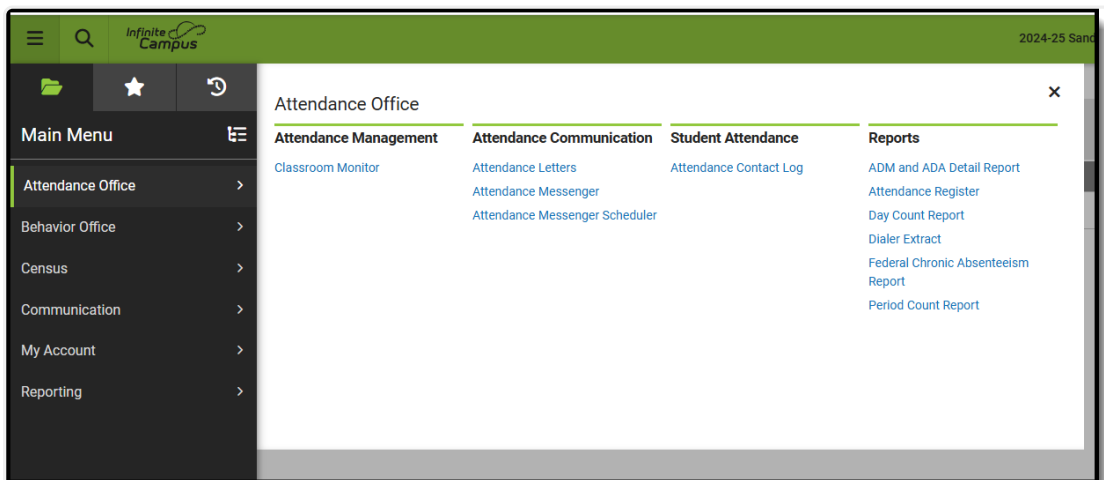 Infinite
Campus
2024-25
Main Menu
Attendance Office
Behavior Office
Census
Communication
My Account
Reporting
Attendance Office
Attendance Management
Classroom Monitor
Attendance Communication
Attendance Letters
Attendance Messenger
Attendance Messenger Scheduler
Student Attendance
Attendance Contact Log
Reports
ADM and ADA Detail Report
Attendance Register
Day Count Report
Dialer Extract
Federal Chronic Absenteeism
Report
Period Count Report